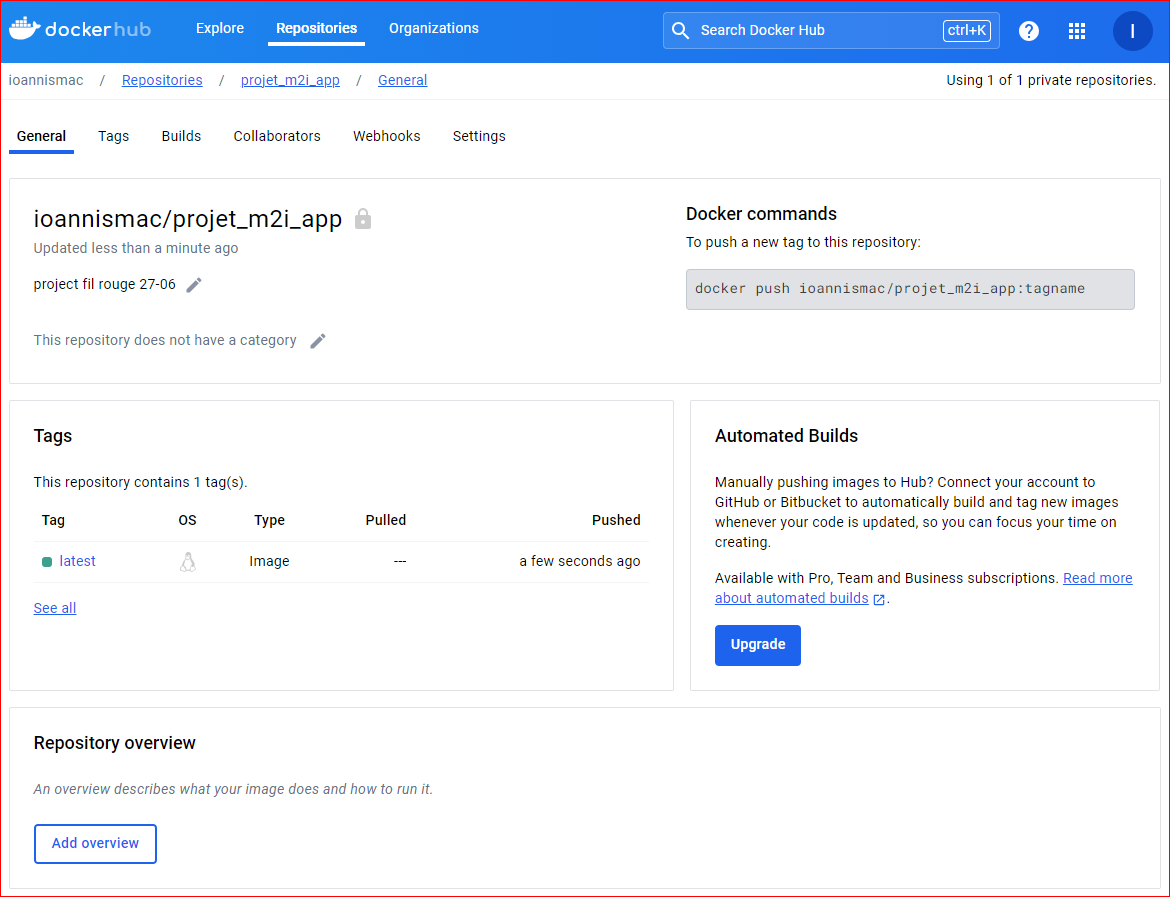 dockerhub Explore Repositories Organizations Search Docker Hub ctrl+K ? I
ioannismac / Repositories / projet_m2i_app / General Using 1 of 1 private repositories.
General Tags Builds Collaborators Webhooks Settings
ioannismac/projet_m2i_app
Updated less than a minute ago
project fil rouge 27-06
This repository does not have a category
Docker commands
To push a new tag to this repository:
docker push ioannismac/projet_m2i_app:tagname
Tags
This repository contains 1 tag(s).
Tag OS Type Pulled Pushed
latest Image --- a few seconds ago
See all
Automated Builds
Manually pushing images to Hub? Connect your account to
GitHub or Bitbucket to automatically build and tag new images
whenever your code is updated, so you can focus your time on
creating.
Available with Pro, Team and Business subscriptions. Read more
about automated builds .
Upgrade
Repository overview
An overview describes what your image does and how to run it.
Add overview